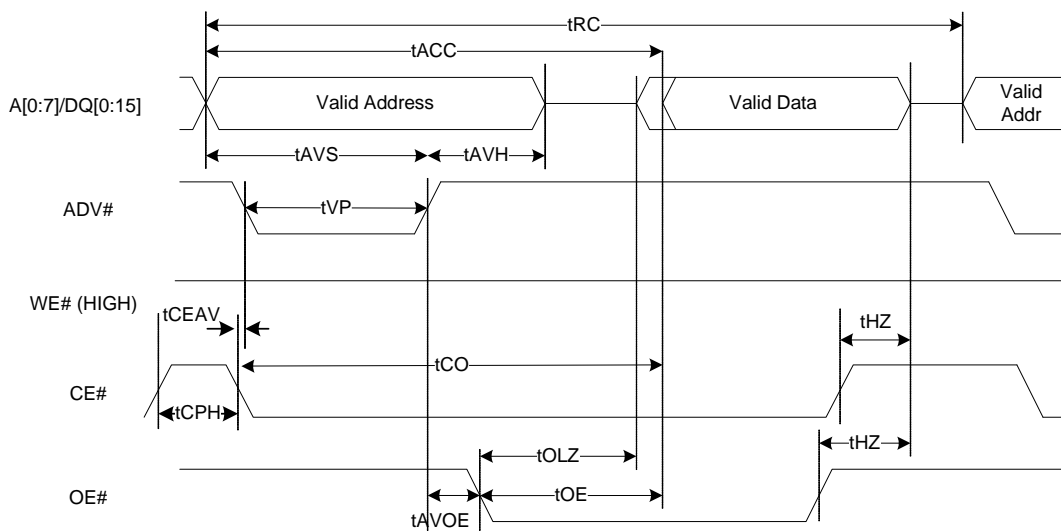 tRC
tACC
A[0:7]/DQ[0:15]
Valid Address
Valid Data
Valid
Addr
tAVS
tAVH
ADV#
tVP
WE# (HIGH)
tCEAV
tHZ
tCO
CE#
tCPH
tHZ
tOLZ
OE#
tOE
tAVOE